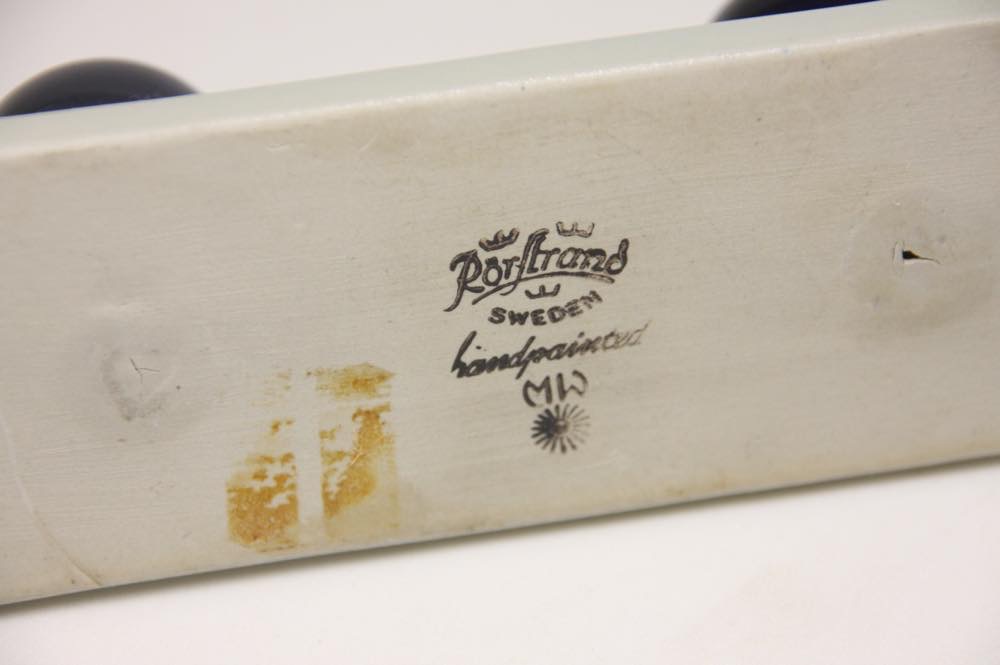 Rörstrand
SWEDEN
handpainted
MW